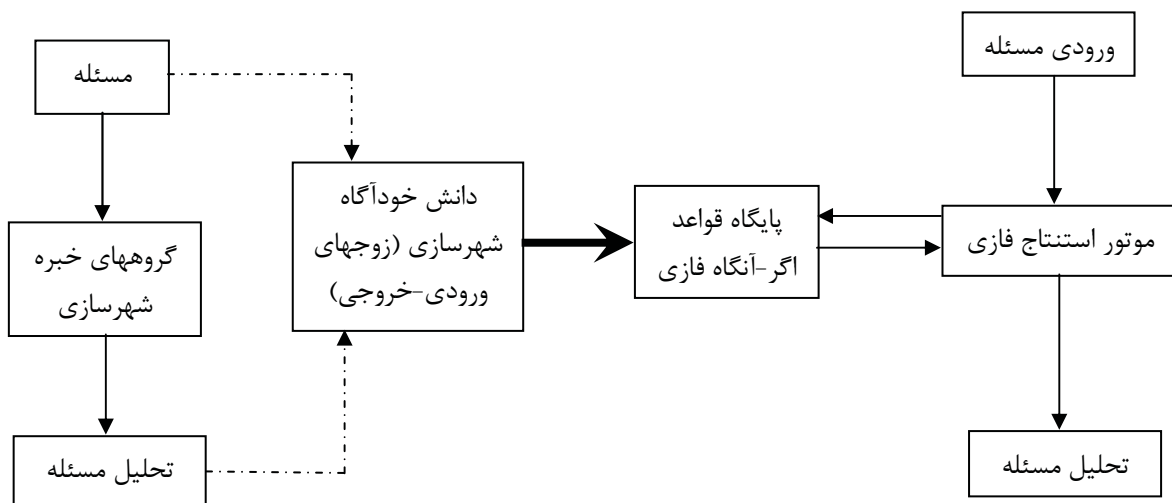 ورودی مسئله
مسئله
دانش خودآگاه
شهرسازی (زوجهای
ورودی-خروجی)
پایگاه قواعد
اگر-آنگاه فازی
موتور استنتاج فازی
گروههای خبره
شهرسازی
تحلیل مسئله
تحلیل مسئله